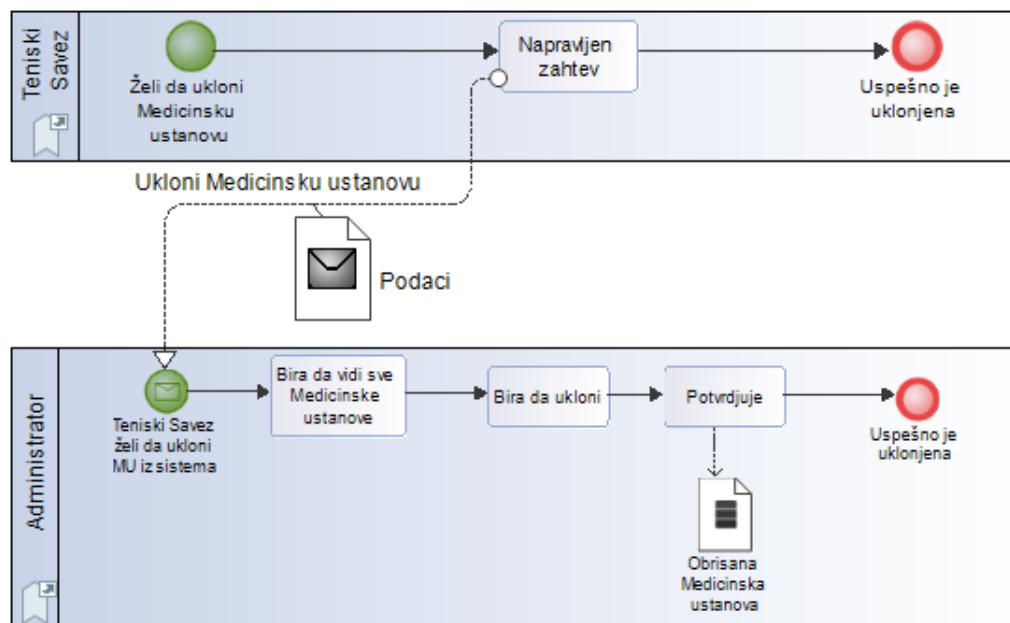 Teniski
Savez
Želi da ukloni
Medicinsku
ustanovu
Napravljen
zahtev
Uspešno je
uklonjena
Ukloni Medicinsku ustanovu
Podaci
Administrator
Teniski Savez
želi da ukloni
MU iz sistema
Bira da vidi sve
Medicinske
ustanove
Bira da ukloni
Potvrdjuje
Uspešno je
uklonjena
Obrisana
Medicinska
ustanova